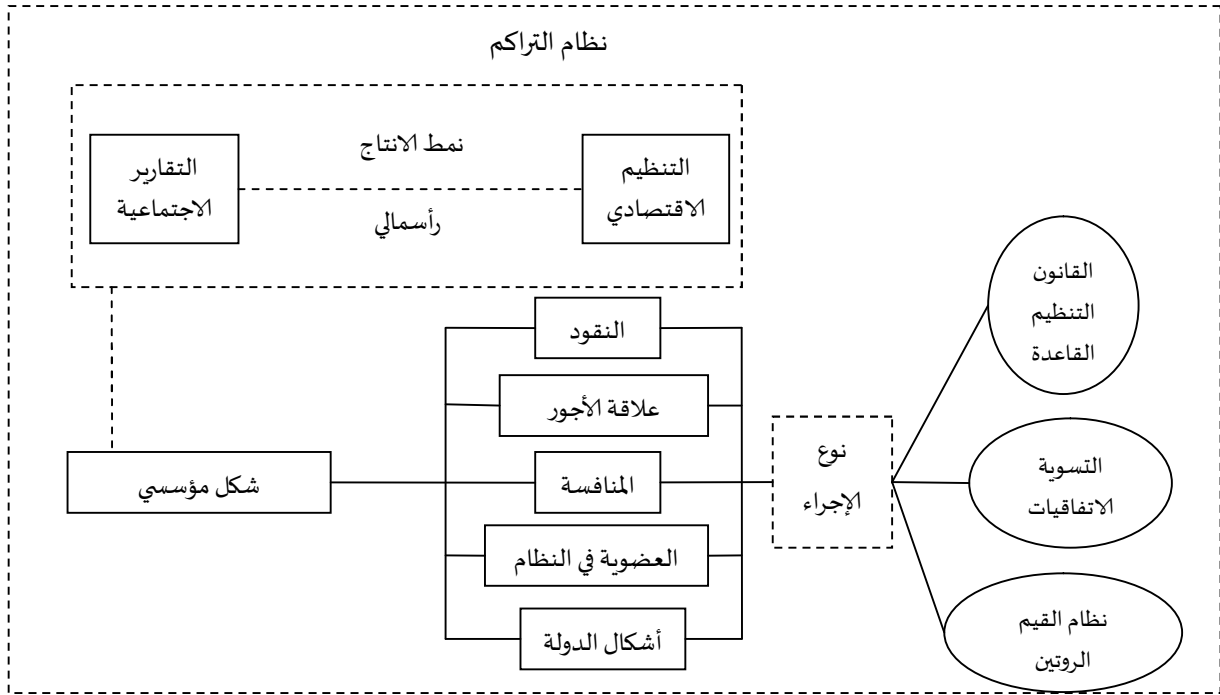 نظام التراكم
نمط الانتاج
رأسمالي
التنظيم
الاقتصادي
التقارير
الاجتماعية
القانون
التنظيم
القاعدة
النقود
علاقة الأجور
المنافسة
العضوية في النظام
أشكال الدولة
شكل مؤسسي
نوع
الإجراء
التسوية
الاتفاقيات
نظام القيم
الروتين